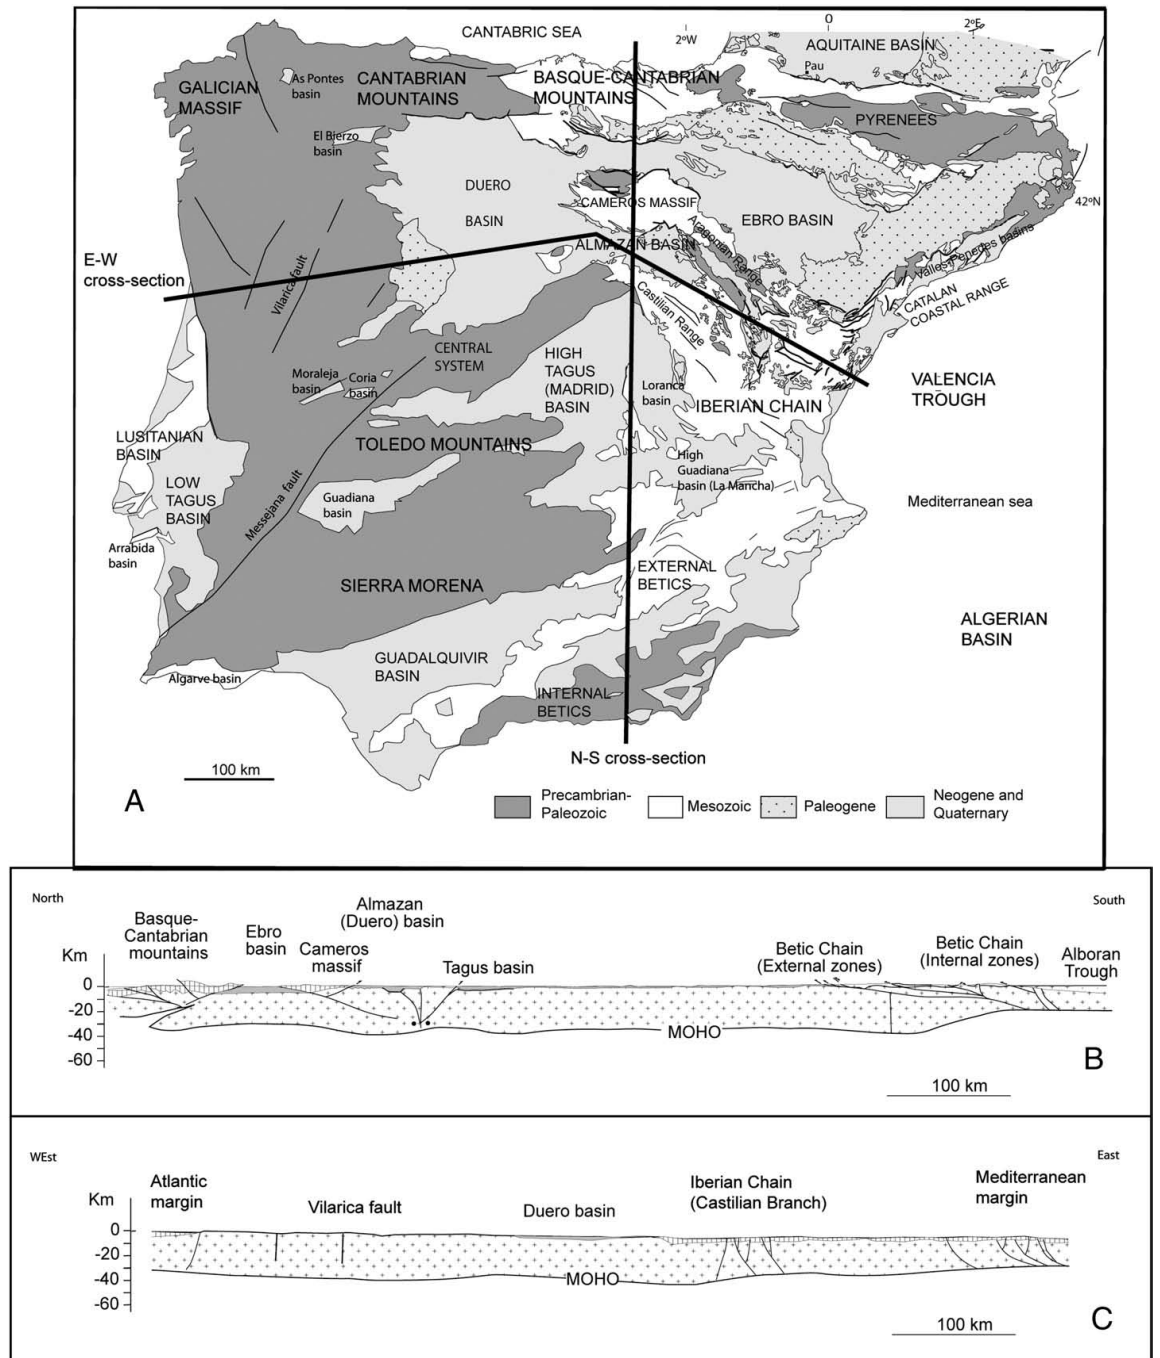 CANTABRIC SEA
0
2ºW
2ºE
AQUITAINE BASIN
Pau
GALICIAN
MASSIF
As Pontes
basin
CANTABRIAN
MOUNTAINS
BASQUE-CANTABRIAN
MOUNTAINS
PYRENEES
El Bierzo
basin
DUERO
BASIN
CAMEROS MASSIF
42ºN
EBRO BASIN
ALMAZAN BASIN
Aragonian Range
Valles-Penedes basins
E-W
cross-section
Vilarica fault
Castilian Range
CATALAN
COASTAL RANGE
CENTRAL
SYSTEM
HIGH
TAGUS
(MADRID)
BASIN
Moraleja
basin
Coria
basin
Loranca
basin
VALENCIA
TROUGH
IBERIAN CHAIN
LUSITANIAN
BASIN
TOLEDO MOUNTAINS
LOW
TAGUS
BASIN
High
Guadiana
basin (La Mancha)
Messejana fault
Guadiana
basin
Mediterranean sea
Arrabida
basin
EXTERNAL
BETICS
SIERRA MORENA
ALGERIAN
BASIN
GUADALQUIVIR
BASIN
Algarve basin
INTERNAL
BETICS
N-S cross-section
100 km
A
Precambrian-
Paleozoic
Mesozoic
Paleogene
Neogene and
Quaternary
North
South
Basque-
Cantabrian
mountains
Ebro
basin
Cameros
massif
Almazan
(Duero) basin
Tagus basin
Betic Chain
(External zones)
Betic Chain
(Internal zones)
Alboran
Trough
Km
0
-20
-40
-60
MOHO
B
100 km
WEst
East
Atlantic
margin
Vilarica fault
Duero basin
Iberian Chain
(Castilian Branch)
Mediterranean
margin
Km
0
-20
-40
-60
MOHO
C
100 km